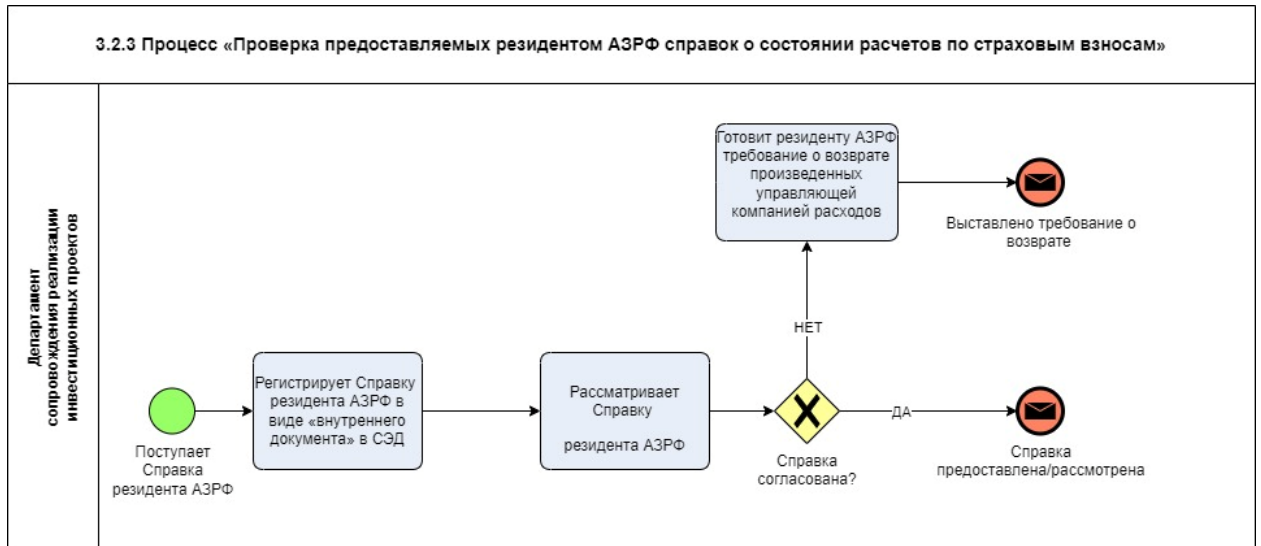 3.2.3 Процесс «Проверка предоставляемых резидентом АЗРФ справок о состоянии расчетов по страховым взносам»
Департамент
сопровождения реализации
инвестиционных проектов
Поступает
Справка
резидента АЗРФ
Регистрирует Справку
резидента АЗРФ в
виде «внутреннего
документа» в СЭД
Рассматривает
Справку
резидента АЗРФ
Справка
согласована?
НЕТ
Готовит резиденту АЗРФ
требование о возврате
произведенных
управляющей
компанией расходов
Выставлено требование о
возврате
ДА
Справка
предоставлена/рассмотрена